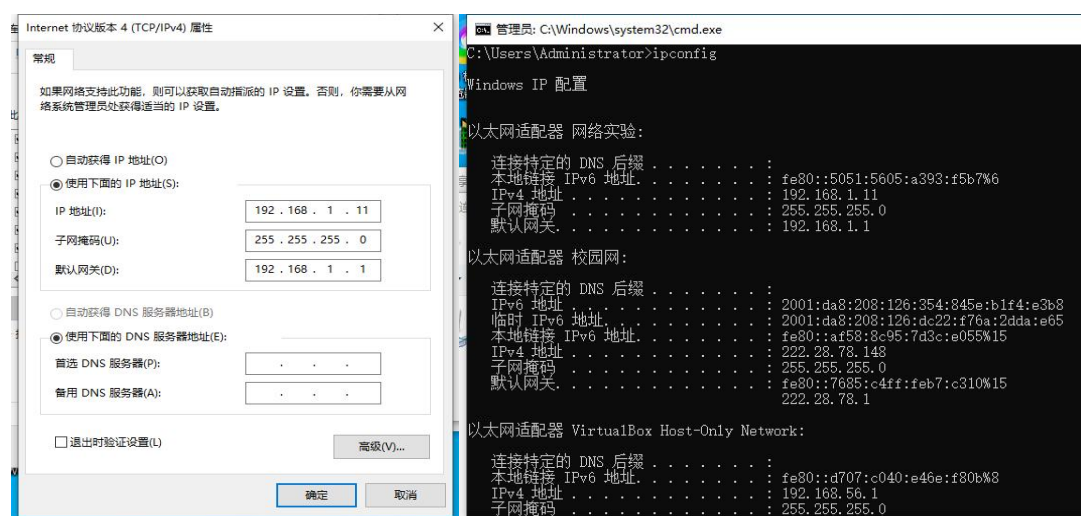 Internet 协议版本 4 (TCP/IPv4) 属性
常规
如果网络支持此功能，则可以获取自动指派的 IP 设置。否则，你需要从网
络系统管理员处获得适当的 IP 设置。
自动获得 IP 地址(O)
使用下面的 IP 地址(S):
IP 地址(I): 192 . 168 . 1 . 11
子网掩码(U): 255 . 255 . 255 . 0
默认网关(D): 192 . 168 . 1 . 1
自动获得 DNS 服务器地址(B)
使用下面的 DNS 服务器地址(E):
首选 DNS 服务器(P): . . .
备用 DNS 服务器(A): . . .
退出时验证设置(L)
高级(V)...
确定 取消
管理员: C:\Windows\system32\cmd.exe
C:\Users\Administrator>ipconfig
Windows IP 配置
以太网适配器 网络实验:
连接特定的 DNS 后缀 . . . . . . . :
本地链接 IPv6 地址. . . . . . . . : fe80::5051:5605:a393:f5b7%6
IPv4 地址 . . . . . . . . . . . . : 192.168.1.11
子网掩码 . . . . . . . . . . . . : 255.255.255.0
默认网关. . . . . . . . . . . . . : 192.168.1.1
以太网适配器 校园网:
连接特定的 DNS 后缀 . . . . . . . :
IPv6 地址 . . . . . . . . . . . . : 2001:da8:208:126:354:845e:b1f4:e3b8
临时 IPv6 地址. . . . . . . . . . : 2001:da8:208:126:dc22:f76a:2dda:e65
本地链接 IPv6 地址. . . . . . . . : fe80::af58:8c95:7d3c:e055%15
IPv4 地址 . . . . . . . . . . . . : 222.28.78.148
子网掩码 . . . . . . . . . . . . : 255.255.255.0
默认网关. . . . . . . . . . . . . : fe80::7685:c4ff:feb7:c310%15
222.28.78.1
以太网适配器 VirtualBox Host-Only Network:
连接特定的 DNS 后缀 . . . . . . . :
本地链接 IPv6 地址. . . . . . . . : fe80::d707:c040:e46e:f80b%8
IPv4 地址 . . . . . . . . . . . . : 192.168.56.1
子网掩码 . . . . . . . . . . . . : 255.255.255.0